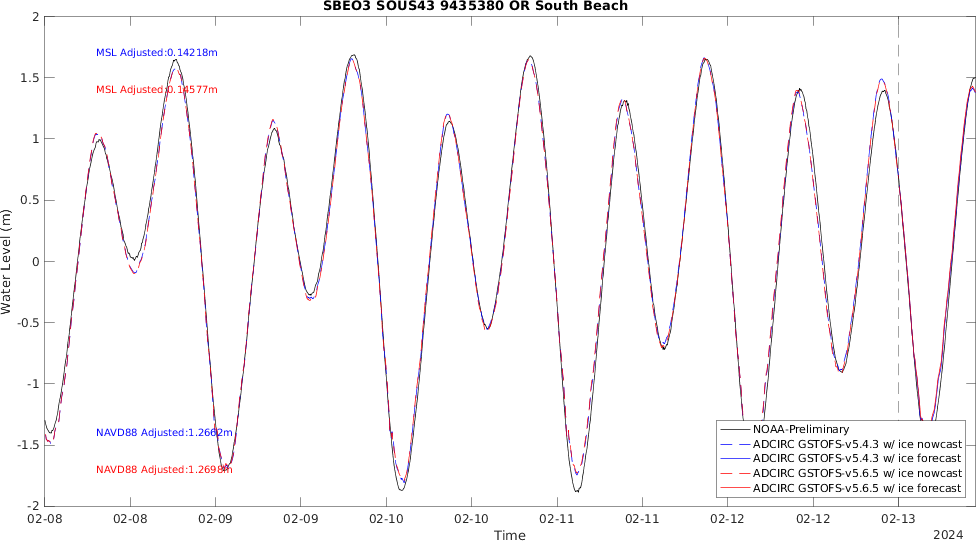 SBEO3 SOUS43 9435380 OR South Beach
2
1.5
1
0.5
0
-0.5
-1
-1.5
-2
Water Level (m)
MSL Adjusted:0.14218m
MSL Adjusted:0.14577m
NAVD88 Adjusted:1.2662m
NAVD88 Adjusted:1.2698m
NOAA-Preliminary
ADCIRC GSTOFS-v5.4.3 w/ ice nowcast
ADCIRC GSTOFS-v5.4.3 w/ ice forecast
ADCIRC GSTOFS-v5.6.5 w/ ice nowcast
ADCIRC GSTOFS-v5.6.5 w/ ice forecast
02-08 02-08 02-09 02-09 02-10 02-10 02-11 02-11 02-12 02-12 02-13
Time
2024